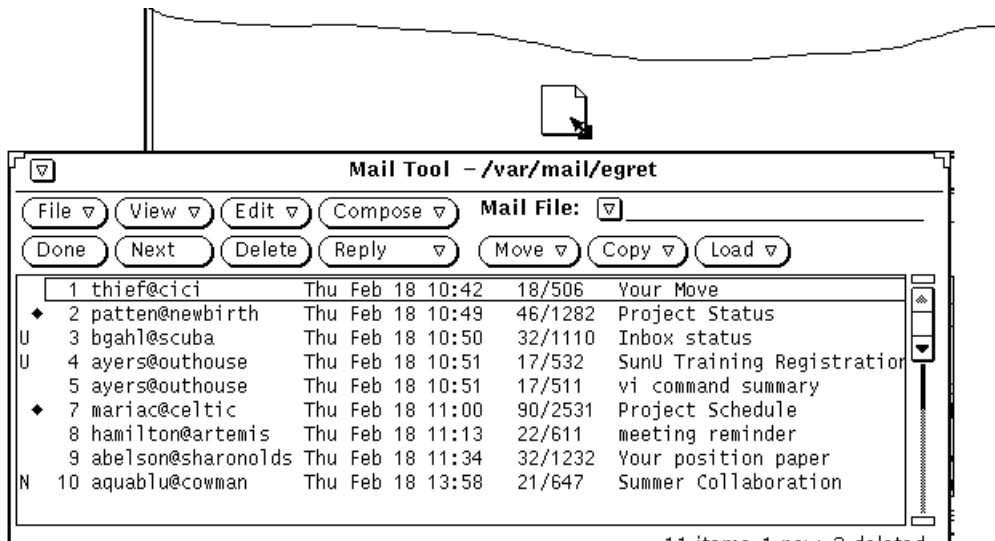 Mail Tool – /var/mail/egret
File View Edit Compose Mail File:
Done Next Delete Reply Move Copy Load
1 thief@cici Thu Feb 18 10:42 18/506 Your Move
◆ 2 patten@newbirth Thu Feb 18 10:49 46/1282 Project Status
U 3 bgahl@scuba Thu Feb 18 10:50 32/1110 Inbox status
U 4 ayers@outhouse Thu Feb 18 10:51 17/532 SunU Training Registration
5 ayers@outhouse Thu Feb 18 10:51 17/511 vi command summary
◆ 7 mariac@celtic Thu Feb 18 11:00 90/2531 Project Schedule
8 hamilton@artemis Thu Feb 18 11:13 22/611 meeting reminder
9 abelson@sharonolds Thu Feb 18 11:34 32/1232 Your position paper
N 10 aquablu@cowman Thu Feb 18 13:58 21/647 Summer Collaboration
11 items 1 new deleted